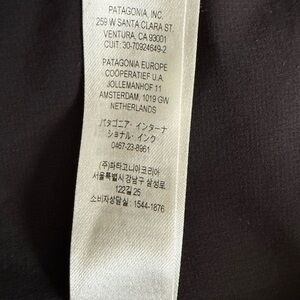 PATAGONIA, INC.
259 W SANTA CLARA ST.
VENTURA, CA 93001
CUIT: 30-70924649-2
PATAGONIA EUROPE
COÖPERATIEF U.A.
JOLLEMANHOF 11
AMSTERDAM, 1019 GW
NETHERLANDS
パタゴニア・インターナ
ショナル・インク
0467-23-8961
(주)파타고니아코리아
서울특별시 강남구 삼성로
122길 25
소비자상담실: 1544-1876